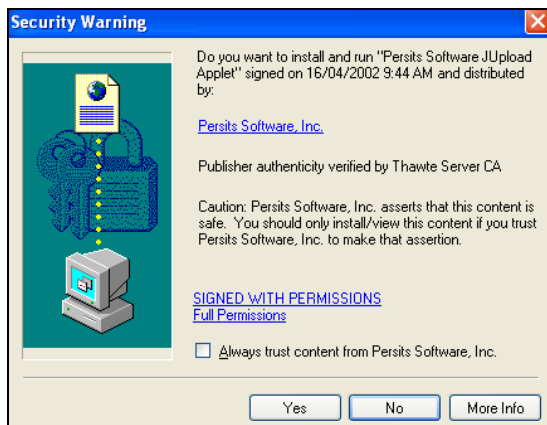 Security Warning
Do you want to install and run "Persits Software JUpload
Applet" signed on 16/04/2002 9:44 AM and distributed
by:
Persits Software, Inc.
Publisher authenticity verified by Thawte Server CA
Caution: Persits Software, Inc. asserts that this content is
safe. You should only install/view this content if you trust
Persits Software, Inc. to make that assertion.
SIGNED WITH PERMISSIONS
Full Permissions
Always trust content from Persits Software, Inc.
Yes
No
More Info